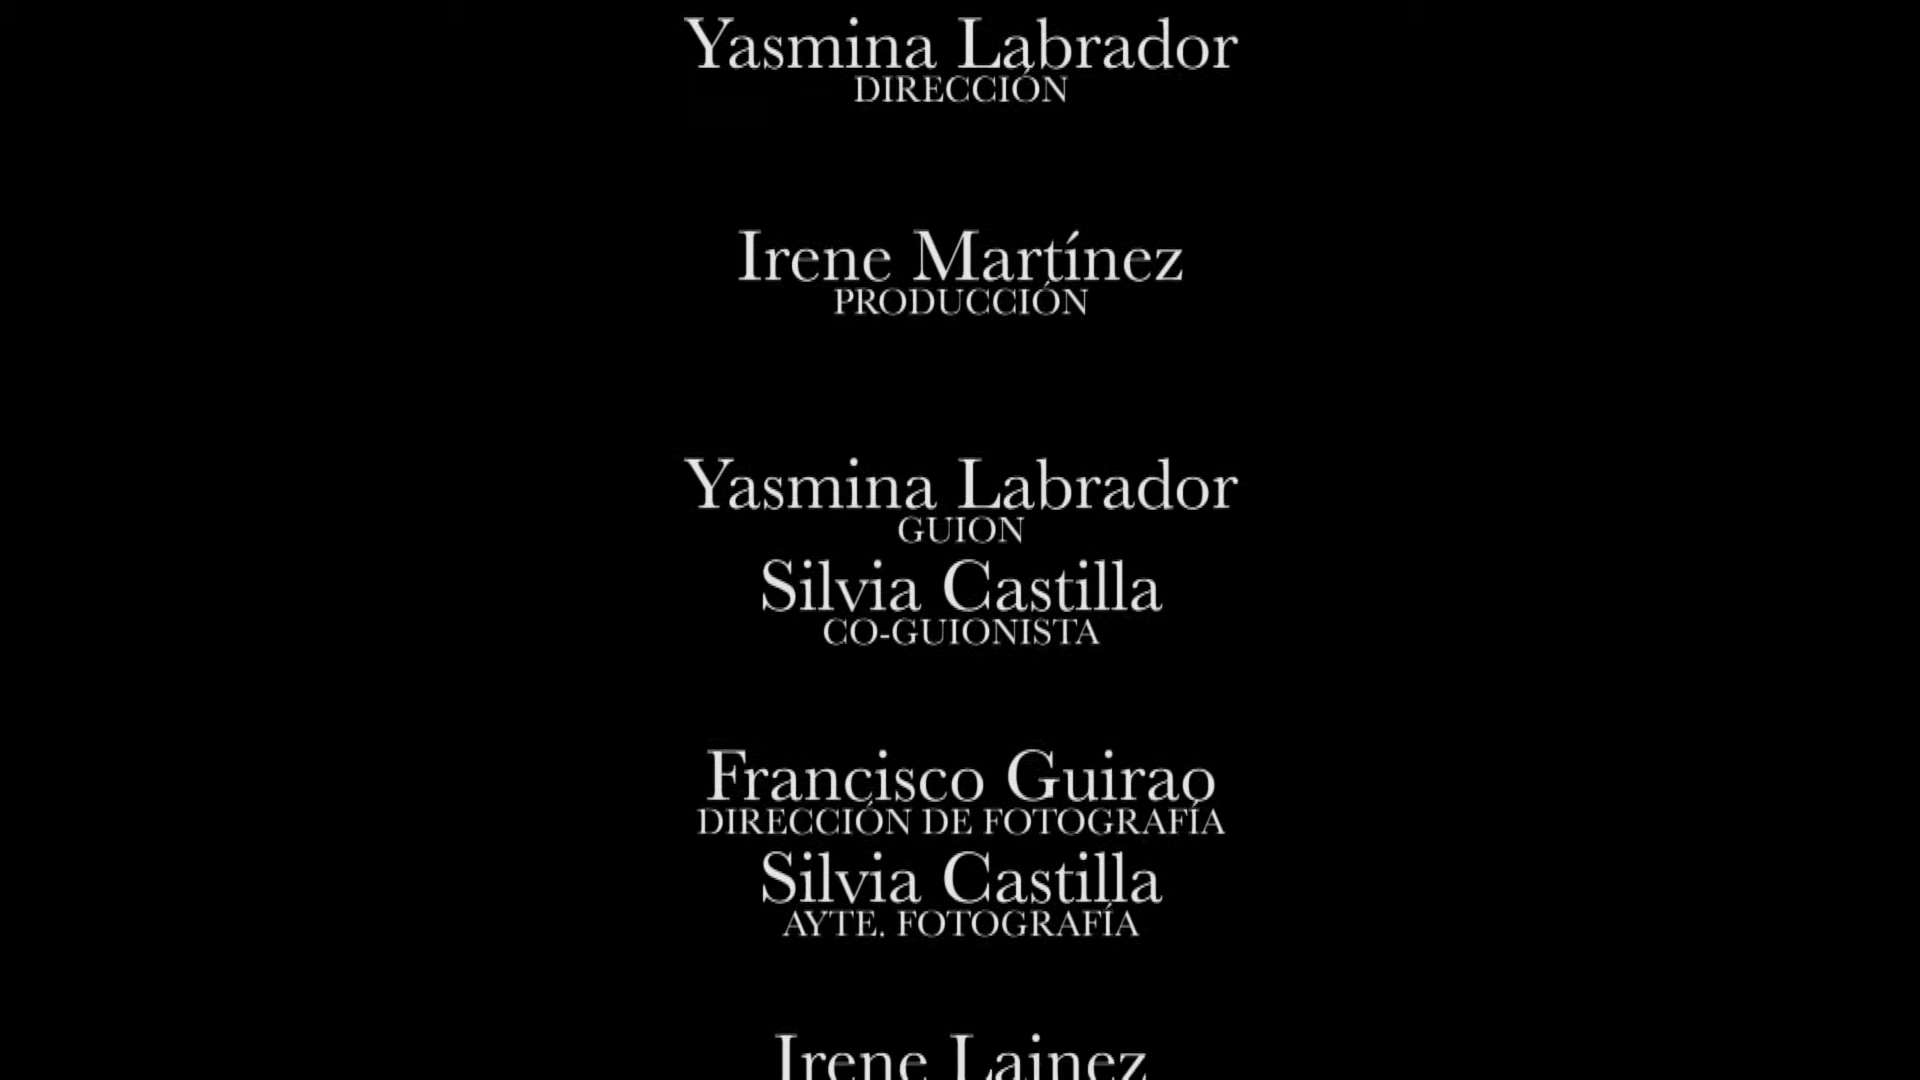 Yasmina Labrador
DIRECCIÓN
Irene Martínez
PRODUCCIÓN
Yasmina Labrador
GUION
Silvia Castilla
CO-GUIONISTA
Francisco Guirao
DIRECCIÓN DE FOTOGRAFÍA
Silvia Castilla
AYTE. FOTOGRAFÍA
Irene Lainez